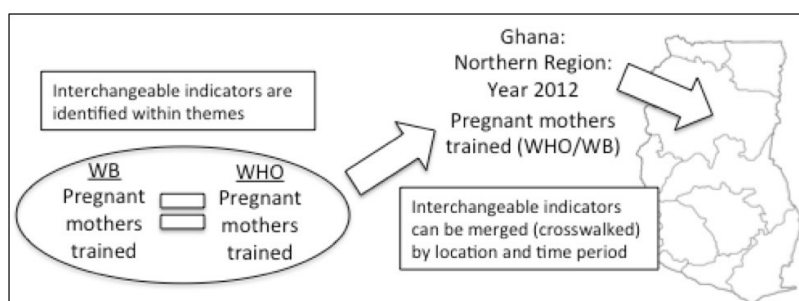 Interchangeable indicators are
identified within themes
WB
Pregnant
mothers
trained
WHO
Pregnant
mothers
trained
Ghana:
Northern Region:
Year 2012
Pregnant mothers
trained (WHO/WB)
Interchangeable indicators
can be merged (crosswalked)
by location and time period